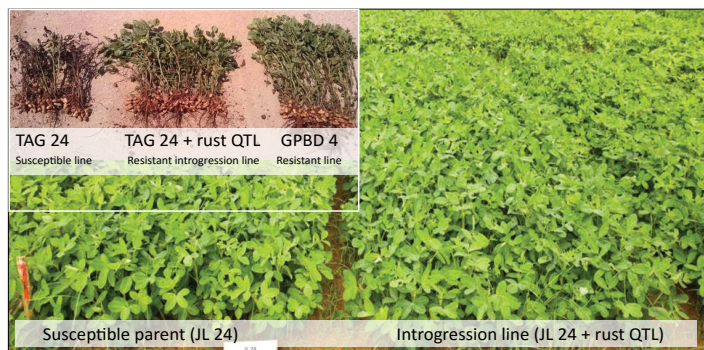 TAG 24 TAG 24 + rust QTL GPBD 4
Susceptible line Resistant introgression line Resistant line
Susceptible parent (JL 24) Introgression line (JL 24 + rust QTL)